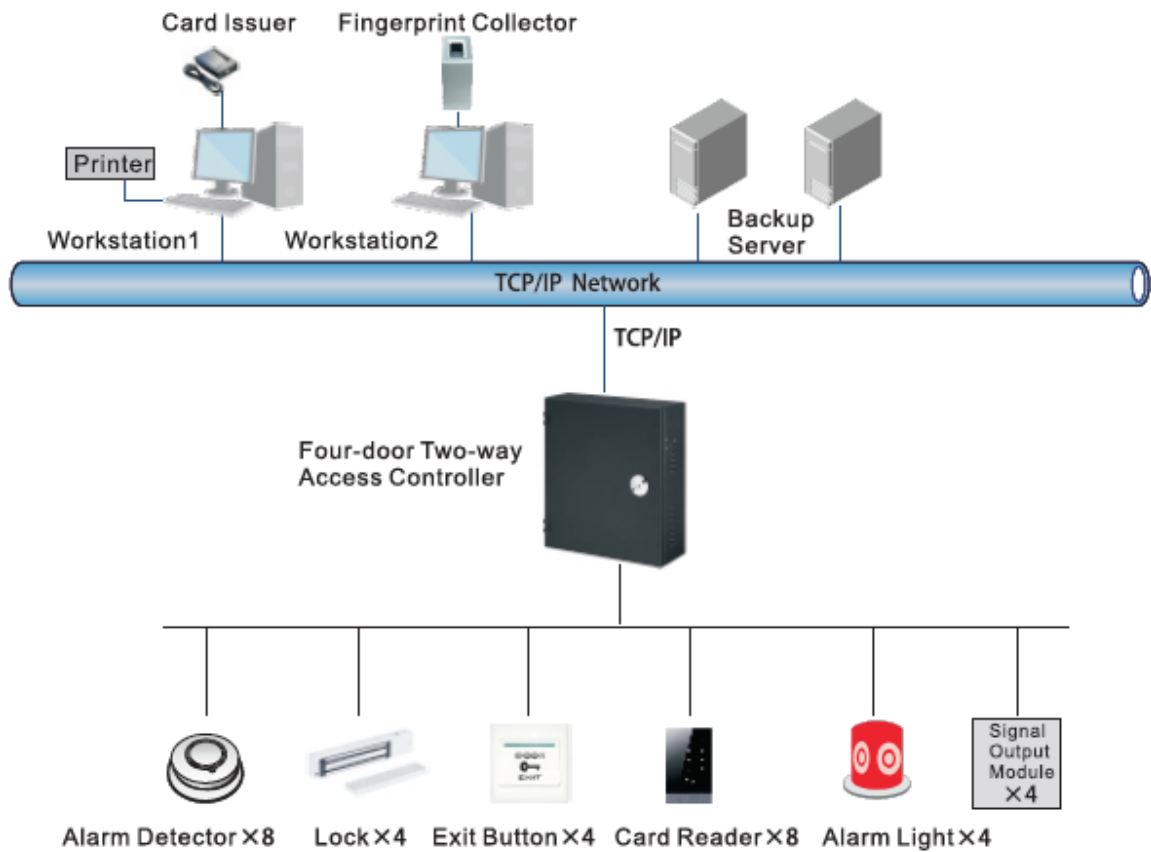 Card Issuer
Fingerprint Collector
Printer
Workstation1
Workstation2
Backup
Server
TCP/IP Network
TCP/IP
Four-door Two-way
Access Controller
DOOR
EXIT
Signal
Output
Module
×4
Alarm Detector×8
Lock×4
Exit Button×4
Card Reader×8
Alarm Light×4